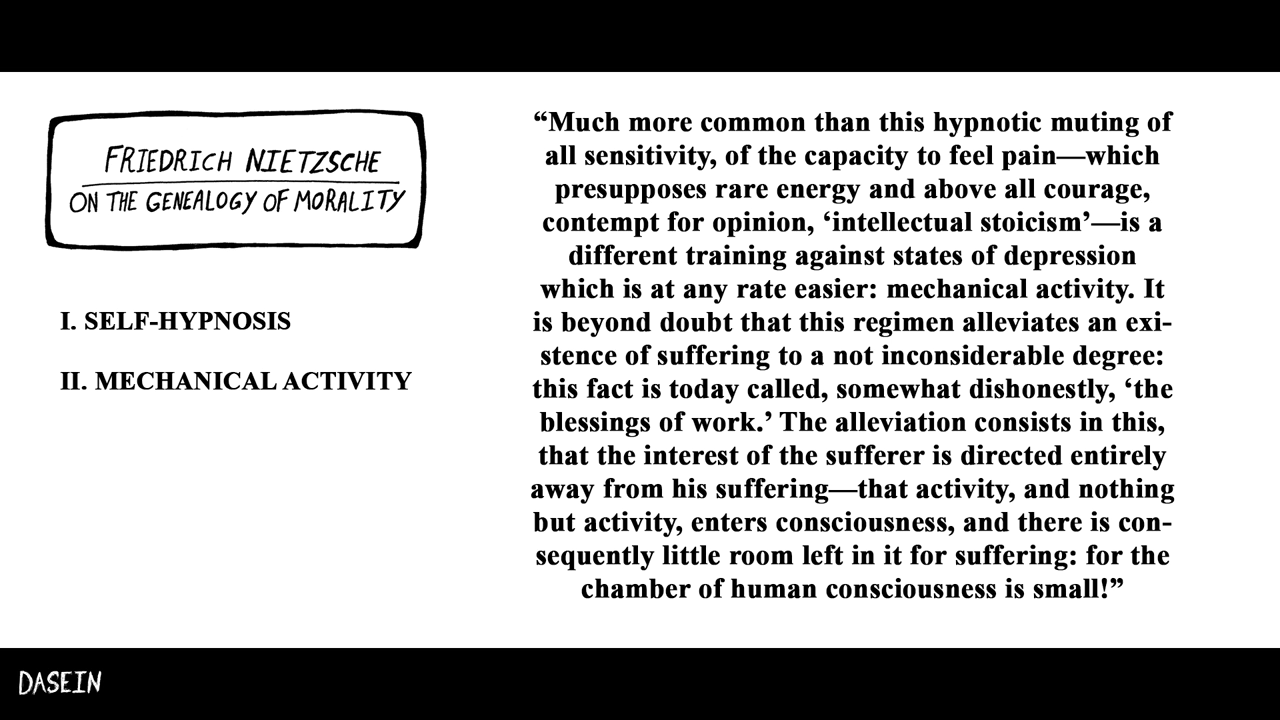 FRIEDRICH NIETZSCHE
ON THE GENEALOGY OF MORALITY
I. SELF-HYPNOSIS
II. MECHANICAL ACTIVITY
“Much more common than this hypnotic muting of
all sensitivity, of the capacity to feel pain—which
presupposes rare energy and above all courage,
contempt for opinion, ‘intellectual stoicism’—is a
different training against states of depression
which is at any rate easier: mechanical activity. It
is beyond doubt that this regimen alleviates an exi-
stence of suffering to a not inconsiderable degree:
this fact is today called, somewhat dishonestly, ‘the
blessings of work.’ The alleviation consists in this,
that the interest of the sufferer is directed entirely
away from his suffering—that activity, and nothing
but activity, enters consciousness, and there is con-
sequently little room left in it for suffering: for the
chamber of human consciousness is small!”
DASEIN